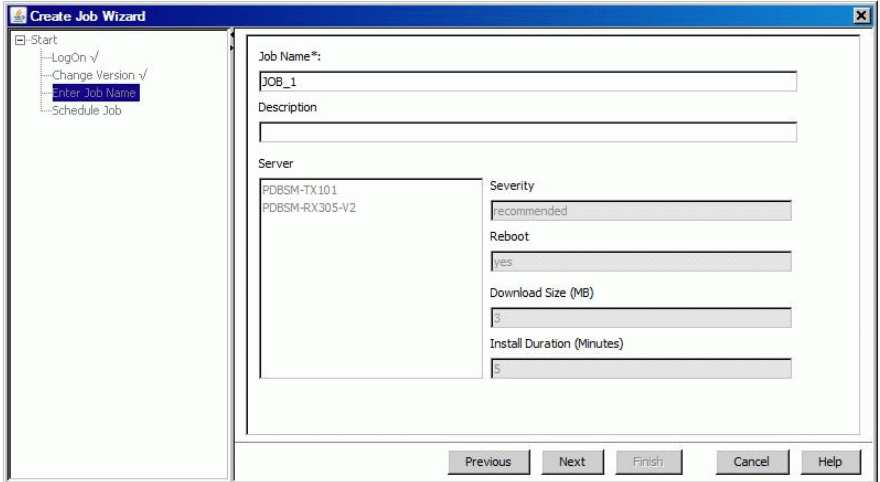 Create Job Wizard
Start
LogOn √
Change Version √
Enter Job Name
Schedule Job
Job Name*:
JOB_1
Description
Server
PDBSM-TX101
PDBSM-RX305-V2
Severity
recommended
Reboot
yes
Download Size (MB)
3
Install Duration (Minutes)
5
Previous Next Finish Cancel Help